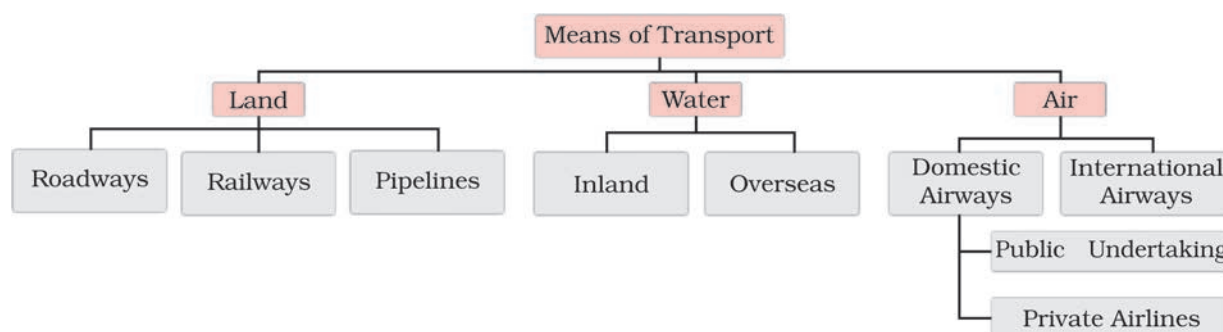 Means of Transport
Land
Water
Air
Roadways
Railways
Pipelines
Inland
Overseas
Domestic
Airways
International
Airways
Public Undertaking
Private Airlines